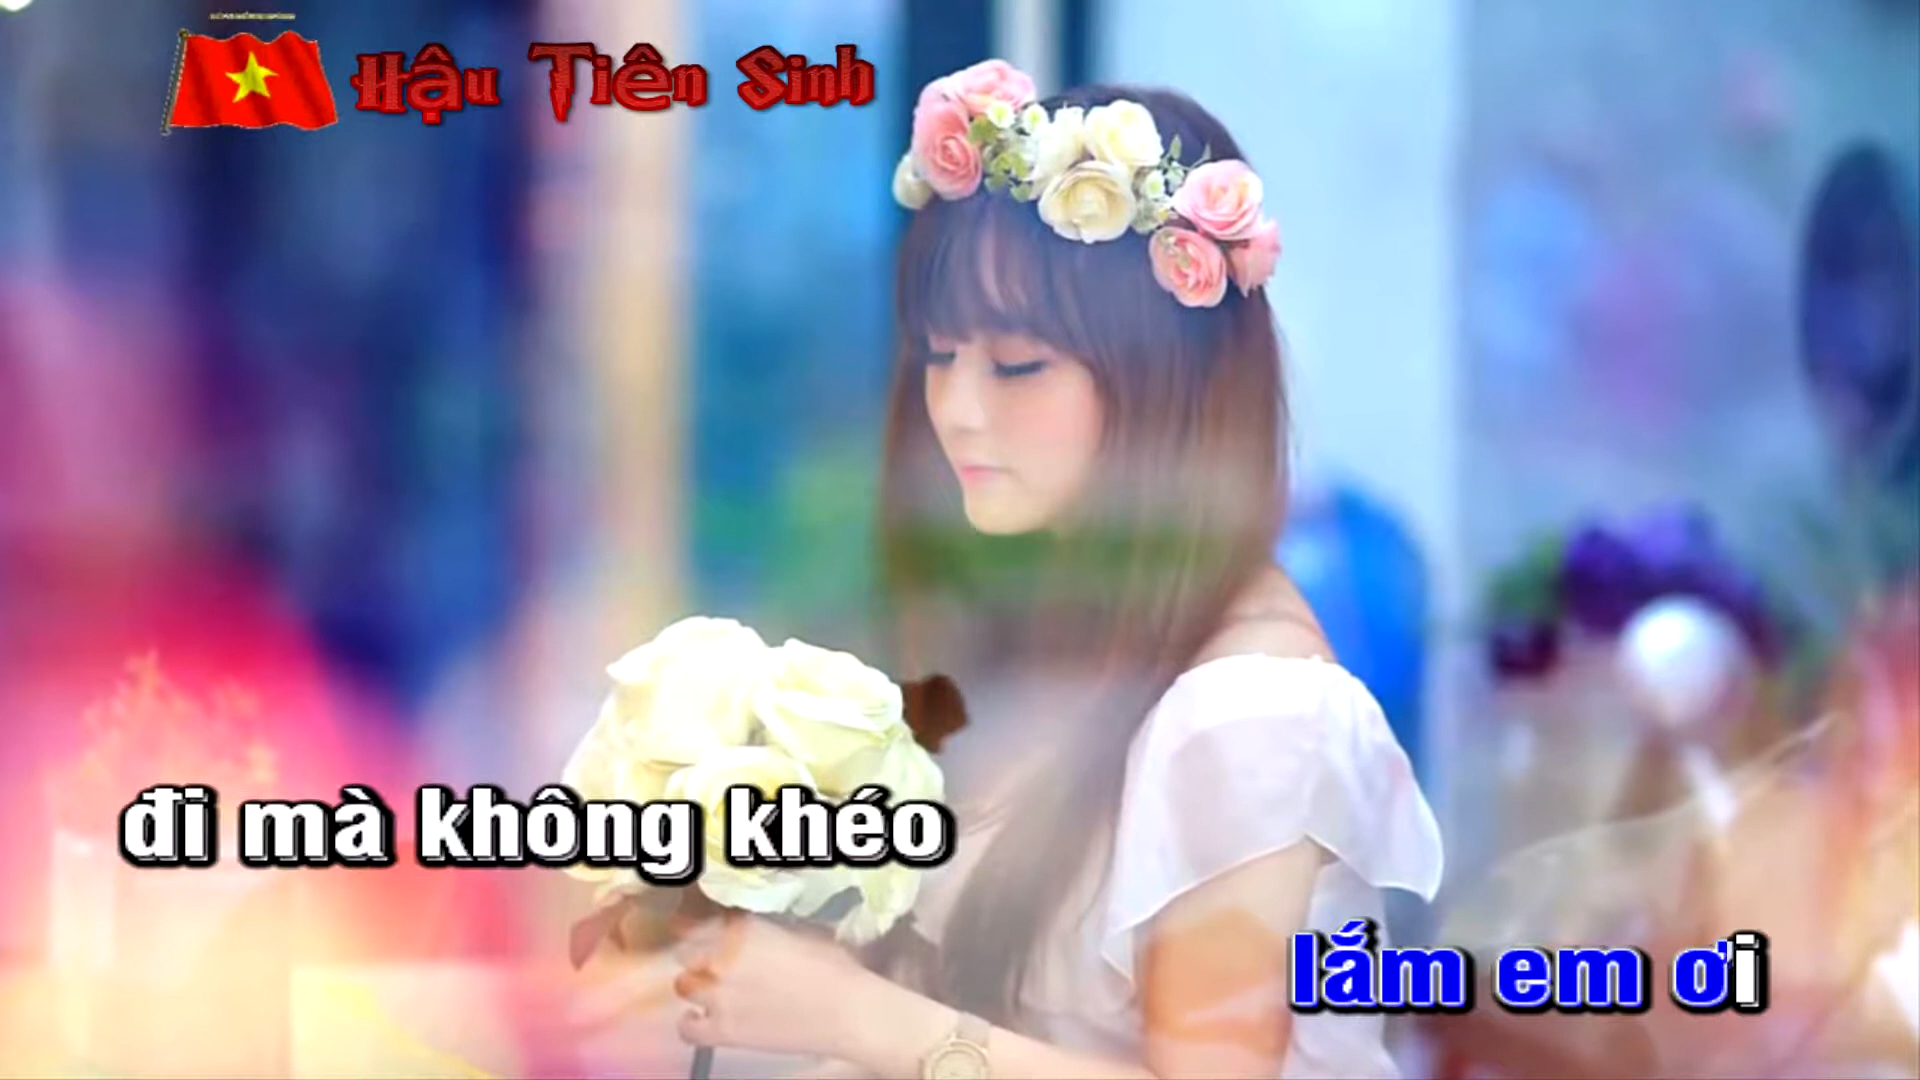 Hậu Tiên Sinh
đi mà không khéo
lắm em ơi